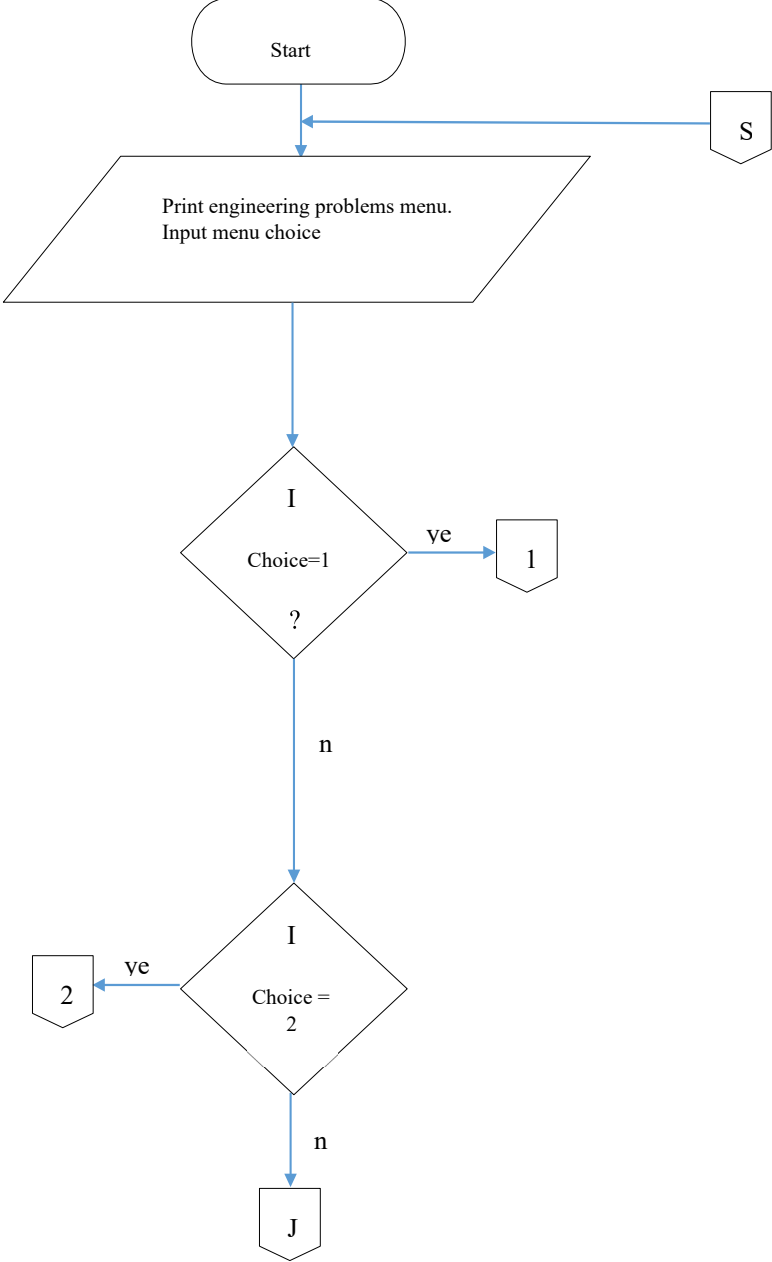 Start
S
Print engineering problems menu.
Input menu choice
I
Choice=1
?
ye
1
n
I
Choice =
2
ye
2
n
J